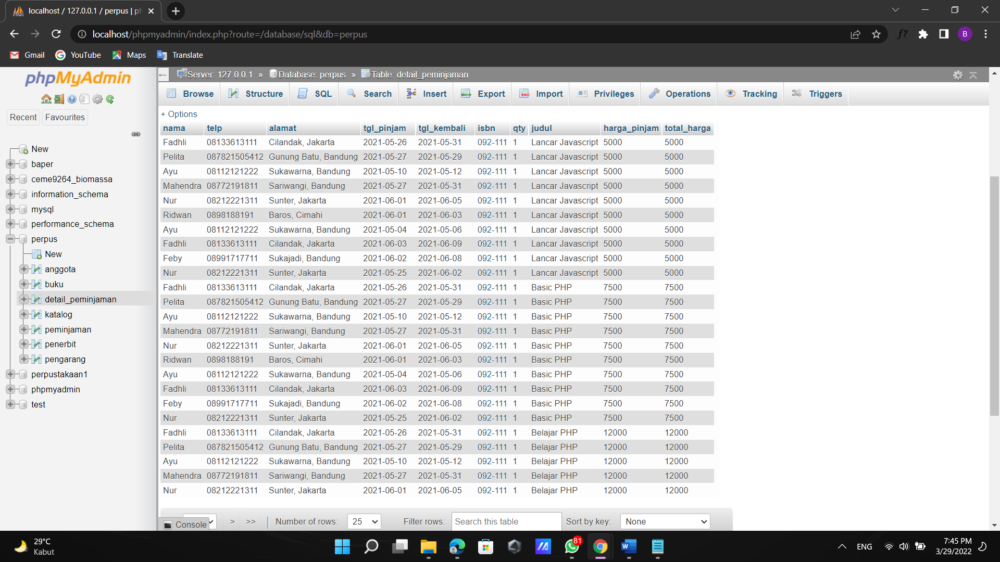 localhost / 127.0.0.1 / perpus | ph
localhost/phpmyadmin/index.php?route=/database/sql&db=perpus
f?
B
Gmail YouTube Maps Translate
phpMyAdmin
Recent Favourites
New
baper
ceme9264_biomassa
information_schema
mysql
performance_schema
perpus
New
anggota
buku
detail_peminjaman
katalog
peminjaman
penerbit
pengarang
perpustakaan1
phpmyadmin
test
Server: 127.0.0.1 » Database: perpus » Table: detail_peminjaman
Browse Structure SQL Search Insert Export Import Privileges Operations Tracking Triggers
+ Options
nama telp alamat tgl_pinjam tgl_kembali isbn qty judul harga_pinjam total_harga
Fadhli 08133613111 Cilandak, Jakarta 2021-05-26 2021-05-31 092-111 1 Lancar Javascript 5000 5000
Pelita 087821505412 Gunung Batu, Bandung 2021-05-27 2021-05-29 092-111 1 Lancar Javascript 5000 5000
Ayu 08112121222 Sukawarna, Bandung 2021-05-10 2021-05-12 092-111 1 Lancar Javascript 5000 5000
Mahendra 08772191811 Sariwangi, Bandung 2021-05-27 2021-05-31 092-111 1 Lancar Javascript 5000 5000
Nur 08212221311 Sunter, Jakarta 2021-06-01 2021-06-05 092-111 1 Lancar Javascript 5000 5000
Ridwan 0898188191 Baros, Cimahi 2021-06-01 2021-06-03 092-111 1 Lancar Javascript 5000 5000
Ayu 08112121222 Sukawarna, Bandung 2021-05-04 2021-05-06 092-111 1 Lancar Javascript 5000 5000
Fadhli 08133613111 Cilandak, Jakarta 2021-06-03 2021-06-09 092-111 1 Lancar Javascript 5000 5000
Feby 08991717711 Sukajadi, Bandung 2021-06-02 2021-06-08 092-111 1 Lancar Javascript 5000 5000
Nur 08212221311 Sunter, Jakarta 2021-05-25 2021-06-02 092-111 1 Lancar Javascript 5000 5000
Fadhli 08133613111 Cilandak, Jakarta 2021-05-26 2021-05-31 092-111 1 Basic PHP 7500 7500
Pelita 087821505412 Gunung Batu, Bandung 2021-05-27 2021-05-29 092-111 1 Basic PHP 7500 7500
Ayu 08112121222 Sukawarna, Bandung 2021-05-10 2021-05-12 092-111 1 Basic PHP 7500 7500
Mahendra 08772191811 Sariwangi, Bandung 2021-05-27 2021-05-31 092-111 1 Basic PHP 7500 7500
Nur 08212221311 Sunter, Jakarta 2021-06-01 2021-06-05 092-111 1 Basic PHP 7500 7500
Ridwan 0898188191 Baros, Cimahi 2021-06-01 2021-06-03 092-111 1 Basic PHP 7500 7500
Ayu 08112121222 Sukawarna, Bandung 2021-05-04 2021-05-06 092-111 1 Basic PHP 7500 7500
Fadhli 08133613111 Cilandak, Jakarta 2021-06-03 2021-06-09 092-111 1 Basic PHP 7500 7500
Feby 08991717711 Sukajadi, Bandung 2021-06-02 2021-06-08 092-111 1 Basic PHP 7500 7500
Nur 08212221311 Sunter, Jakarta 2021-05-25 2021-06-02 092-111 1 Basic PHP 7500 7500
Fadhli 08133613111 Cilandak, Jakarta 2021-05-26 2021-05-31 092-111 1 Belajar PHP 12000 12000
Pelita 087821505412 Gunung Batu, Bandung 2021-05-27 2021-05-29 092-111 1 Belajar PHP 12000 12000
Ayu 08112121222 Sukawarna, Bandung 2021-05-10 2021-05-12 092-111 1 Belajar PHP 12000 12000
Mahendra 08772191811 Sariwangi, Bandung 2021-05-27 2021-05-31 092-111 1 Belajar PHP 12000 12000
Nur 08212221311 Sunter, Jakarta 2021-06-01 2021-06-05 092-111 1 Belajar PHP 12000 12000
> >> Number of rows: 25 Filter rows: Search this table Sort by key: None
Console
29°C
Kabut
81
ENG
7:45 PM
3/29/2022